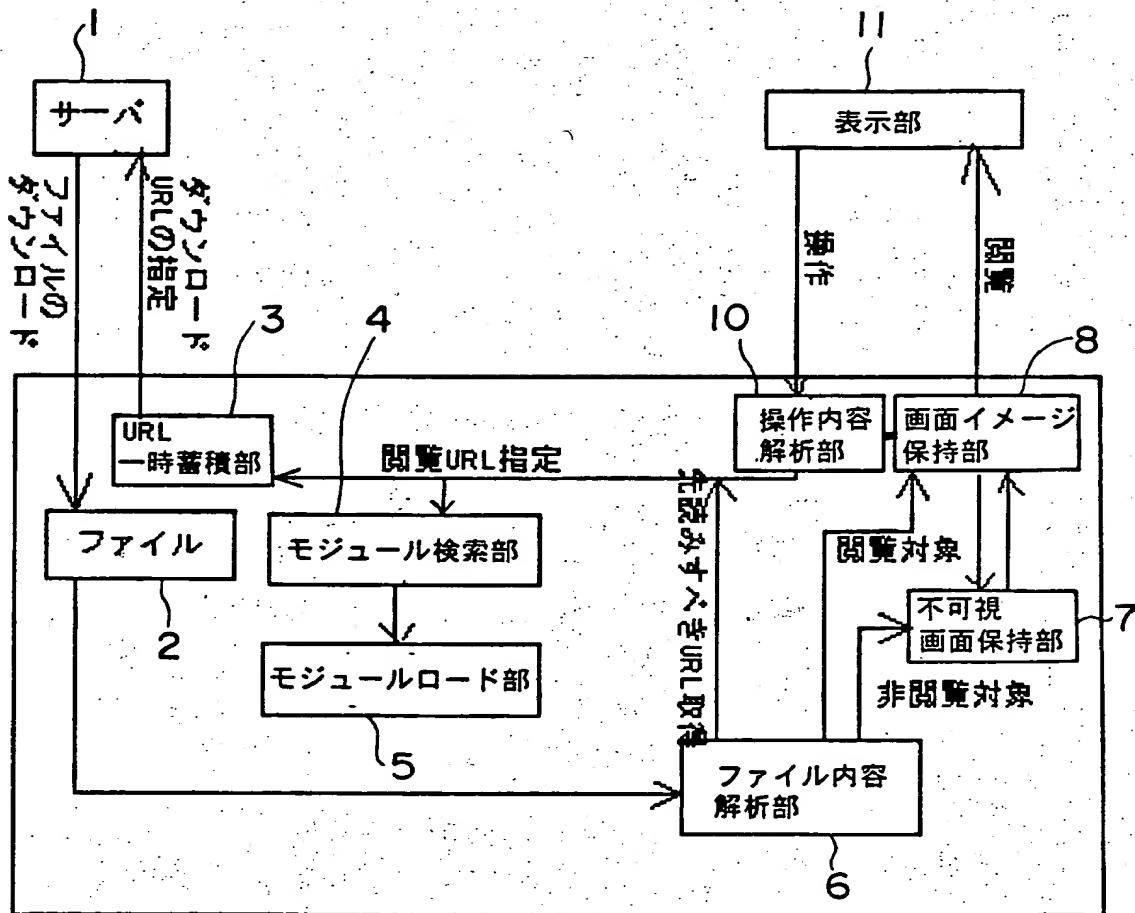 1
サーバ
11
表示部
ファイルの
ダウンロード
ダウンロード
URLの指定
操作
閲覧
3
4
10
8
URL
一時蓄積部
閲覧URL指定
操作内容
解析部
画面イメージ
保持部
ファイル
2
モジュール検索部
先読みすべきURL取得
閲覧対象
不可視
画面保持部
7
モジュールロード部
5
非閲覧対象
ファイル内容
解析部
6